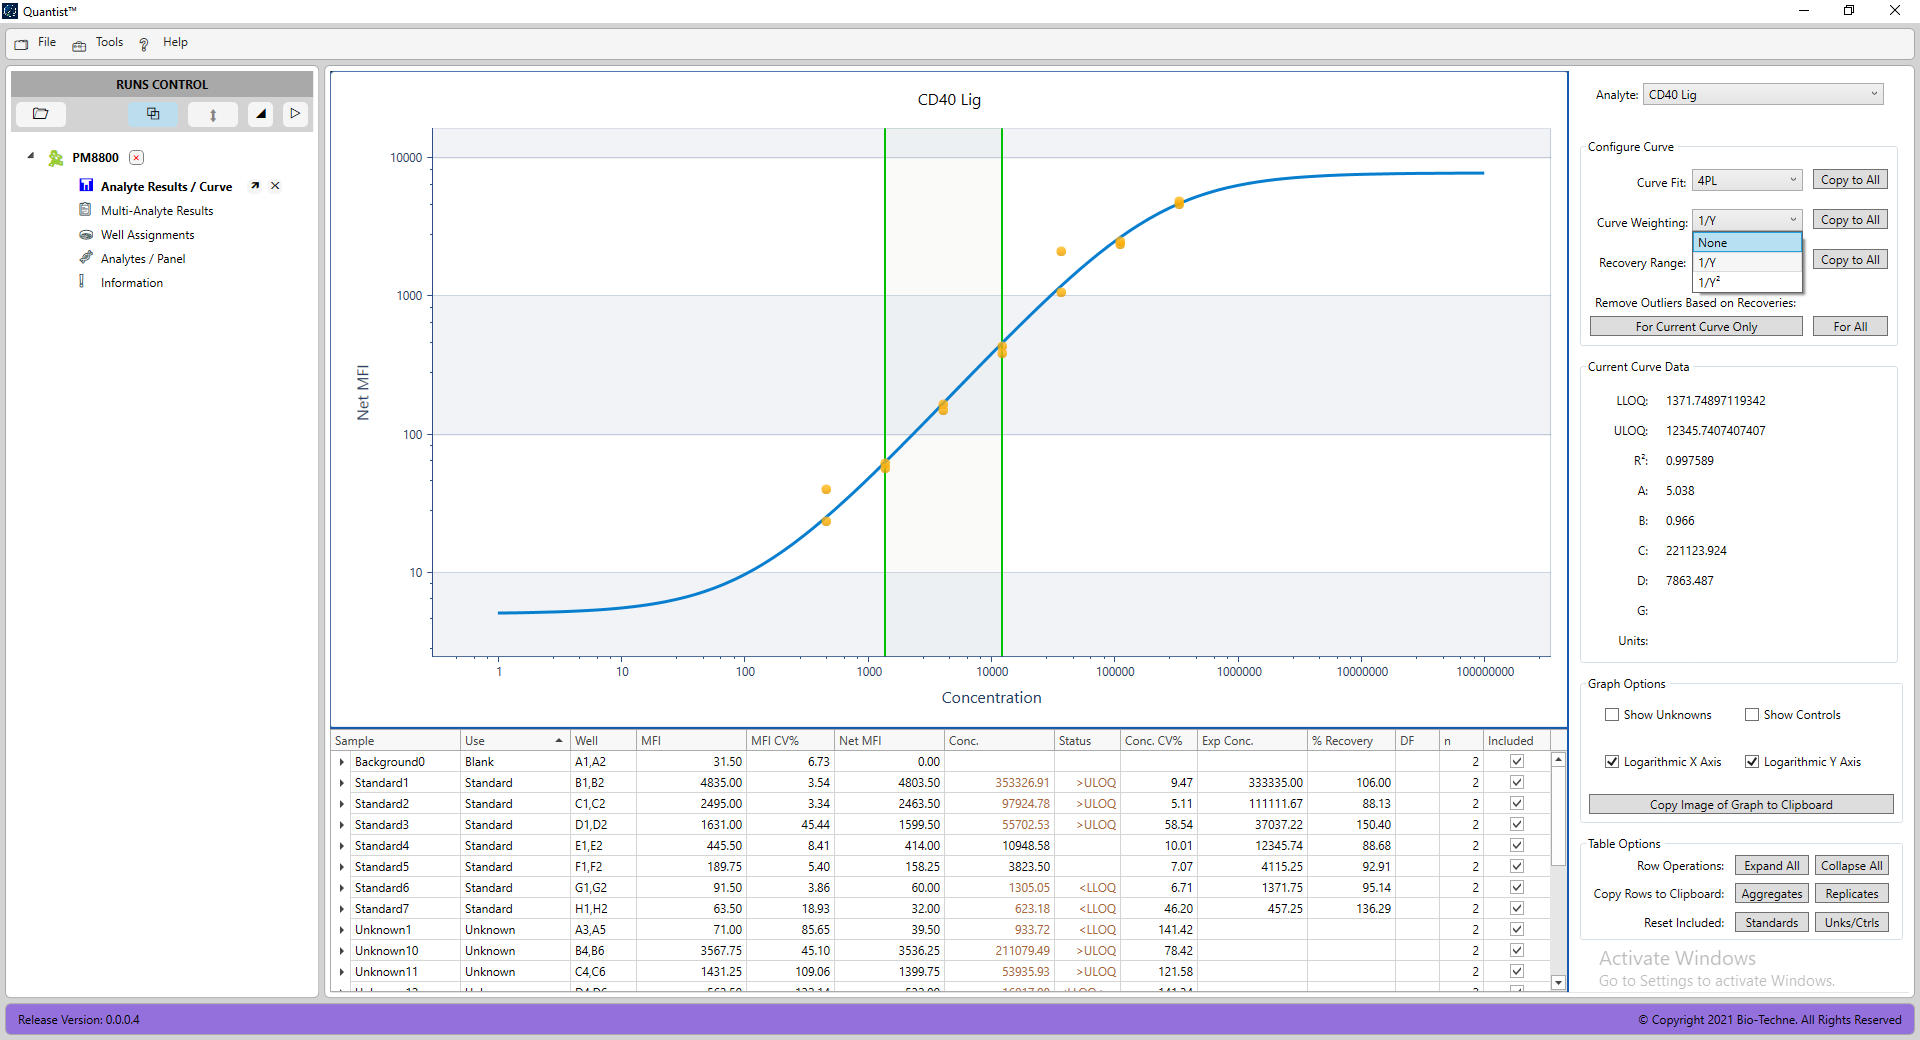 Quantist™
File Tools ? Help
RUNS CONTROL
PM8800
Analyte Results / Curve
Multi-Analyte Results
Well Assignments
Analytes / Panel
Information
CD40 Lig
10000
1000
100
10
Net MFI
1 10 100 1000 10000 100000 1000000 10000000 100000000
Concentration
Sample Use Well MFI MFI CV% Net MFI Conc. Status Conc. CV% Exp Conc. % Recovery DF n Included
Background0 Blank A1,A2 31.50 6.73 0.00 2
Standard1 Standard B1,B2 4835.00 3.54 4803.50 353326.91 >ULOQ 9.47 333335.00 106.00 2
Standard2 Standard C1,C2 2495.00 3.34 2463.50 97924.78 >ULOQ 5.11 111111.67 88.13 2
Standard3 Standard D1,D2 1631.00 45.44 1599.50 55702.53 >ULOQ 58.54 37037.22 150.40 2
Standard4 Standard E1,E2 445.50 8.41 414.00 10948.58 10.01 12345.74 88.68 2
Standard5 Standard F1,F2 189.75 5.40 158.25 3823.50 7.07 4115.25 92.91 2
Standard6 Standard G1,G2 91.50 3.86 60.00 1305.05 <LLOQ 6.71 1371.75 95.14 2
Standard7 Standard H1,H2 63.50 18.93 32.00 623.18 <LLOQ 46.20 457.25 136.29 2
Unknown1 Unknown A3,A5 71.00 85.65 39.50 933.72 <LLOQ 141.42 2
Unknown10 Unknown B4,B6 3567.75 45.10 3536.25 211079.49 >ULOQ 78.42 2
Unknown11 Unknown C4,C6 1431.25 109.06 1399.75 53935.93 >ULOQ 121.58 2
Analyte: CD40 Lig
Configure Curve
Curve Fit: 4PL Copy to All
Curve Weighting: 1/Y Copy to All
None
1/Y
1/Y²
Recovery Range: Copy to All
Remove Outliers Based on Recoveries:
For Current Curve Only For All
Current Curve Data
LLOQ: 1371.74897119342
ULOQ: 12345.7407407407
R²: 0.997589
A: 5.038
B: 0.966
C: 221123.924
D: 7863.487
G:
Units:
Graph Options
Show Unknowns Show Controls
Logarithmic X Axis Logarithmic Y Axis
Copy Image of Graph to Clipboard
Table Options
Row Operations: Expand All Collapse All
Copy Rows to Clipboard: Aggregates Replicates
Reset Included: Standards Unks/Ctrls
Activate Windows
Go to Settings to activate Windows.
Release Version: 0.0.0.4
© Copyright 2021 Bio-Techne. All Rights Reserved